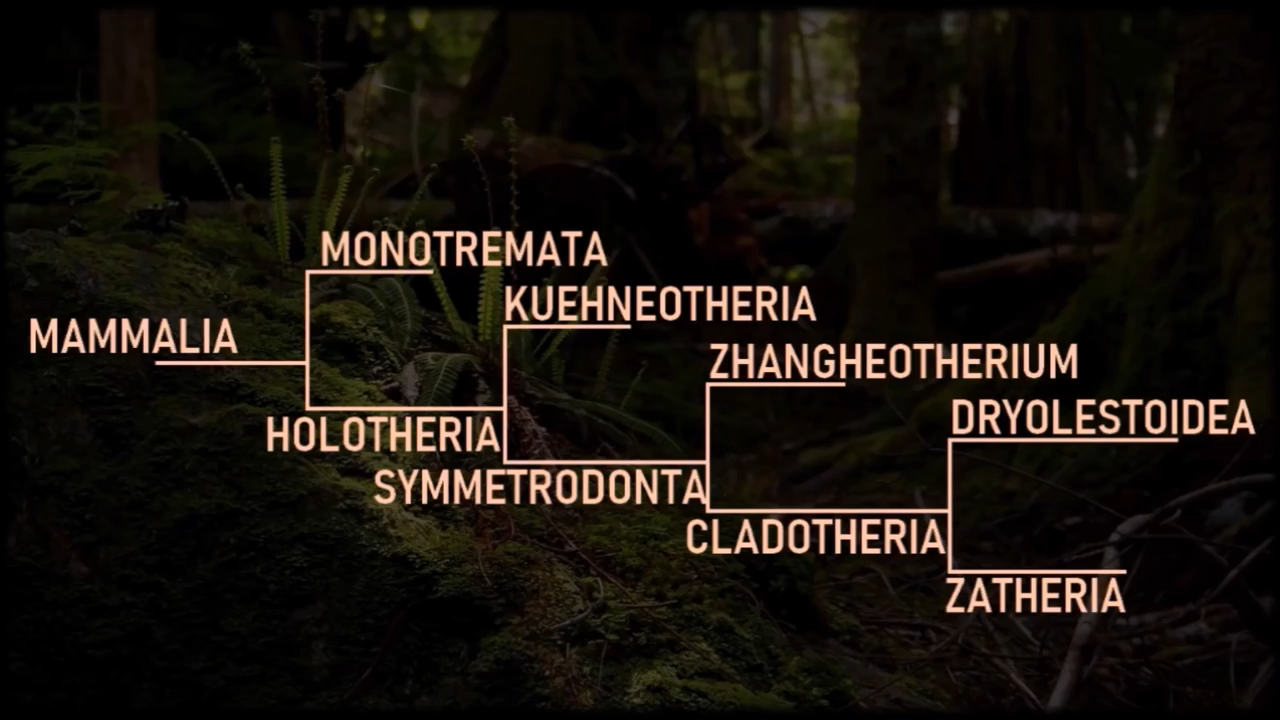 MONOTREMATA
KUEHNEOTHERIA
MAMMALIA
ZHANGHEOTHERIUM
DRYOLESTOIDEA
HOLOTHERIA
SYMMETRODONTA
CLADOTHERIA
ZATHERIA